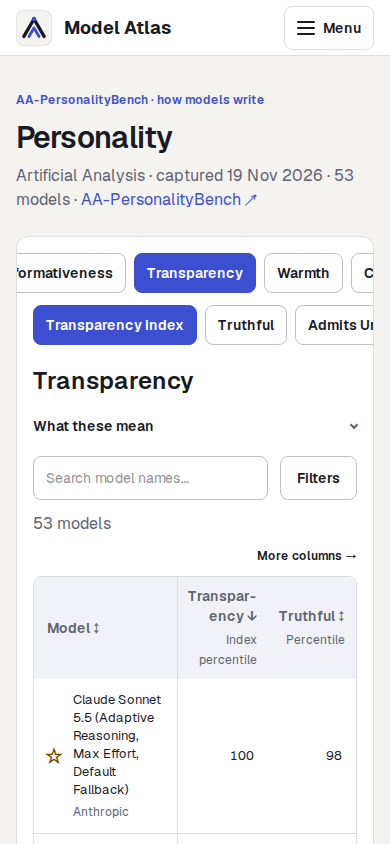 Model Atlas
Menu
AA-PersonalityBench · how models write
Personality
Artificial Analysis · captured 19 Nov 2026 · 53
models · AA-PersonalityBench ↗
formativeness
Transparency
Warmth
C
Transparency Index
Truthful
Admits Un
Transparency
What these mean
Search model names…
Filters
53 models
More columns →
Model ↕
Transpar-
ency ↓
Index
percentile
Truthful ↕
Percentile
Claude Sonnet
5.5 (Adaptive
Reasoning,
Max Effort,
Default
Fallback)
Anthropic
100
98